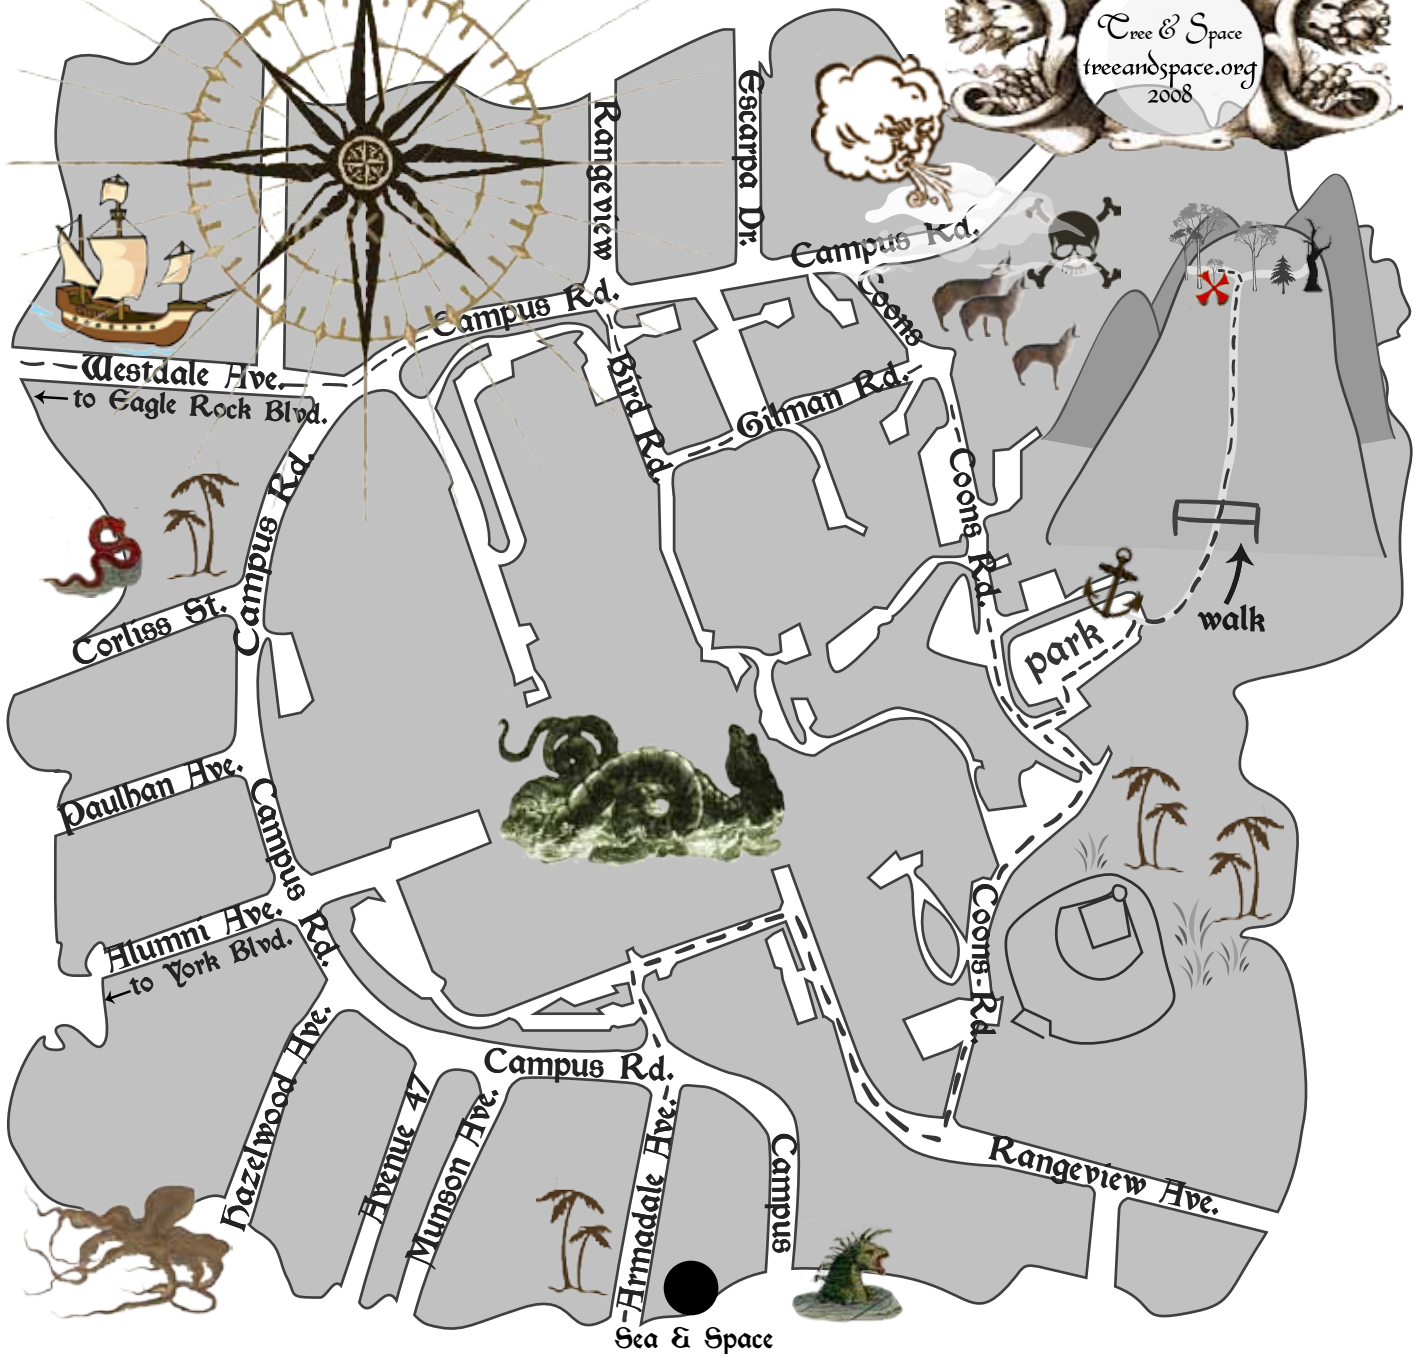 Tree & Space
treeandspace.org
2008
Rangeview
Escarpa Dr.
Campus Rd.
Campus Rd.
Coons
Westdale Ave.
←to Eagle Rock Blvd.
Bird Rd.
Gilman Rd.
Campus Rd.
Coons Rd.
Corliss St.
park
walk
Paulhan Ave.
Campus Rd.
Alumni Ave.
←to York Blvd.
Coons Rd.
Hazelwood Ave.
Avenue 47
Munson Ave.
Campus Rd.
Armadale Ave.
Campus
Rangeview Ave.
Sea & Space